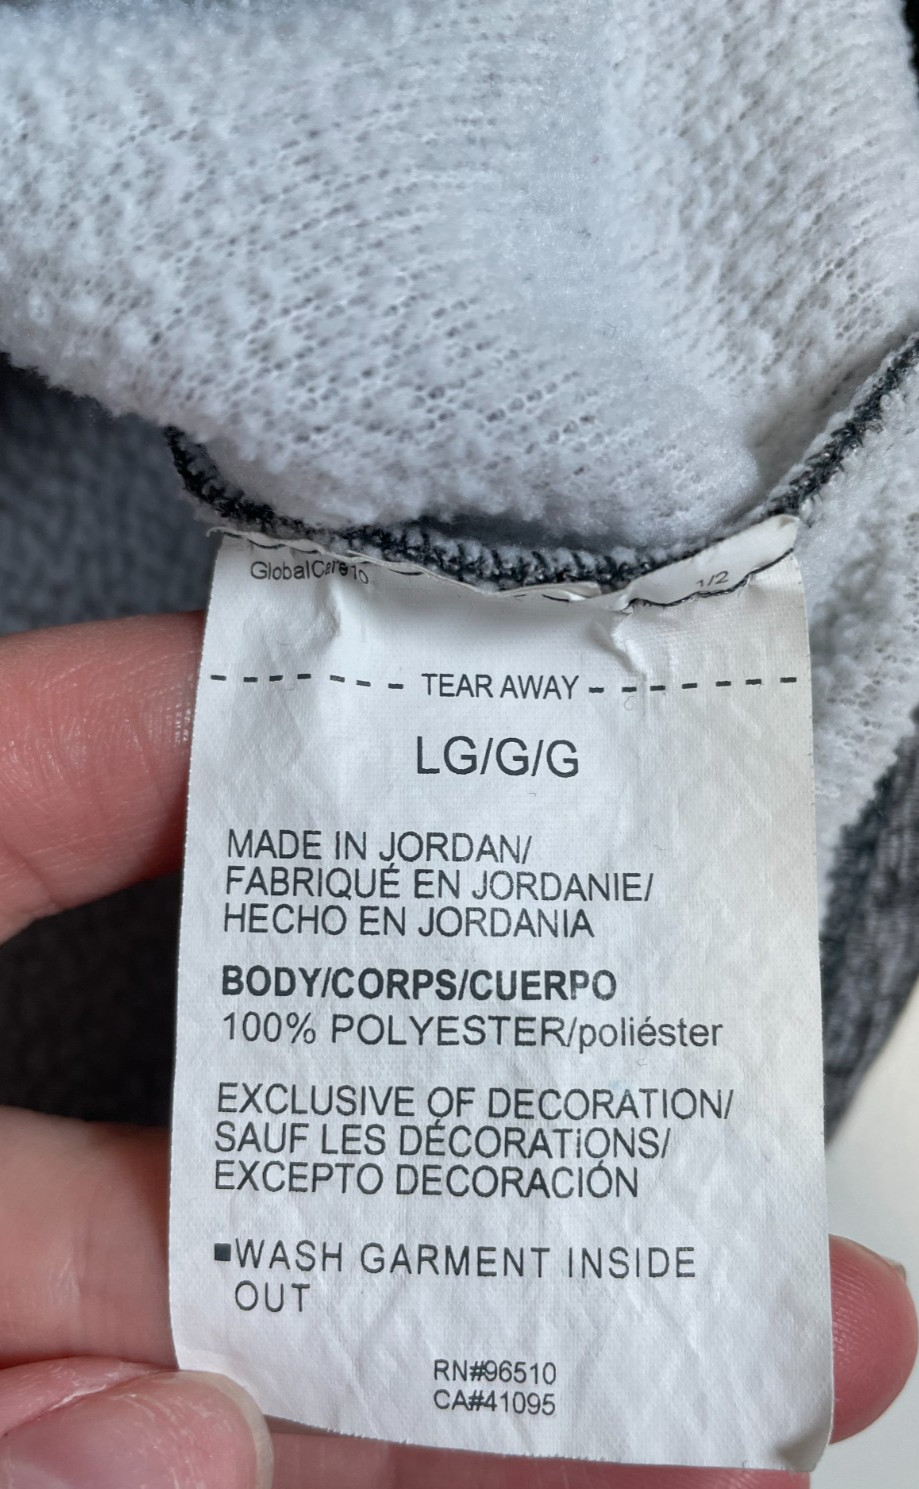 GlobalCare10
1/2
TEAR AWAY
LG/G/G
MADE IN JORDAN/
FABRIQUÉ EN JORDANIE/
HECHO EN JORDANIA
BODY/CORPS/CUERPO
100% POLYESTER/poliéster
EXCLUSIVE OF DECORATION/
SAUF LES DÉCORATIONS/
EXCEPTO DECORACIÓN
■WASH GARMENT INSIDE
OUT
RN#96510
CA#41095